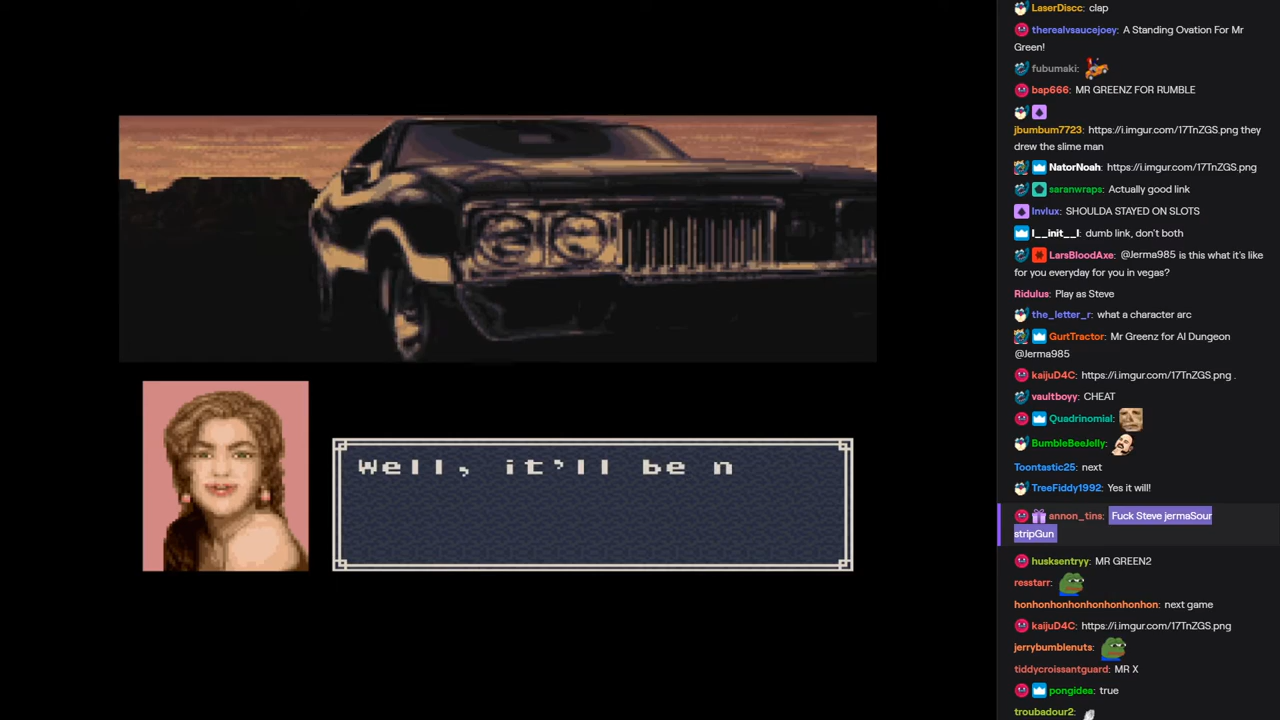 Well, it'll be n
LaserDiscc: clap
therealvsaucejoey: A Standing Ovation For Mr
Green!
fubumaki:
bap666: MR GREENZ FOR RUMBLE
jbumbum7723: https://i.imgur.com/17TnZGS.png they
drew the slime man
NatorNoah: https://i.imgur.com/17TnZGS.png
saranwraps: Actually good link
Invlux: SHOULDA STAYED ON SLOTS
I__init__I: dumb link, don't both
LarsBloodAxe: @Jerma985 is this what it's like
for you everyday for you in vegas?
Ridulus: Play as Steve
the_letter_r: what a character arc
GurtTractor: Mr Greenz for AI Dungeon
@Jerma985
kaijuD4C: https://i.imgur.com/17TnZGS.png .
vaultboyy: CHEAT
Quadrinomial:
BumbleBeeJelly:
Toontastic25: next
TreeFiddy1992: Yes it will!
annon_tins: Fuck Steve jermaSour
stripGun
husksentryy: MR GREEN2
resstarr:
honhonhonhonhonhonhonhon: next game
kaijuD4C: https://i.imgur.com/17TnZGS.png
jerrybumblenuts:
tiddycroissantguard: MR X
pongidea: true
troubadour2: